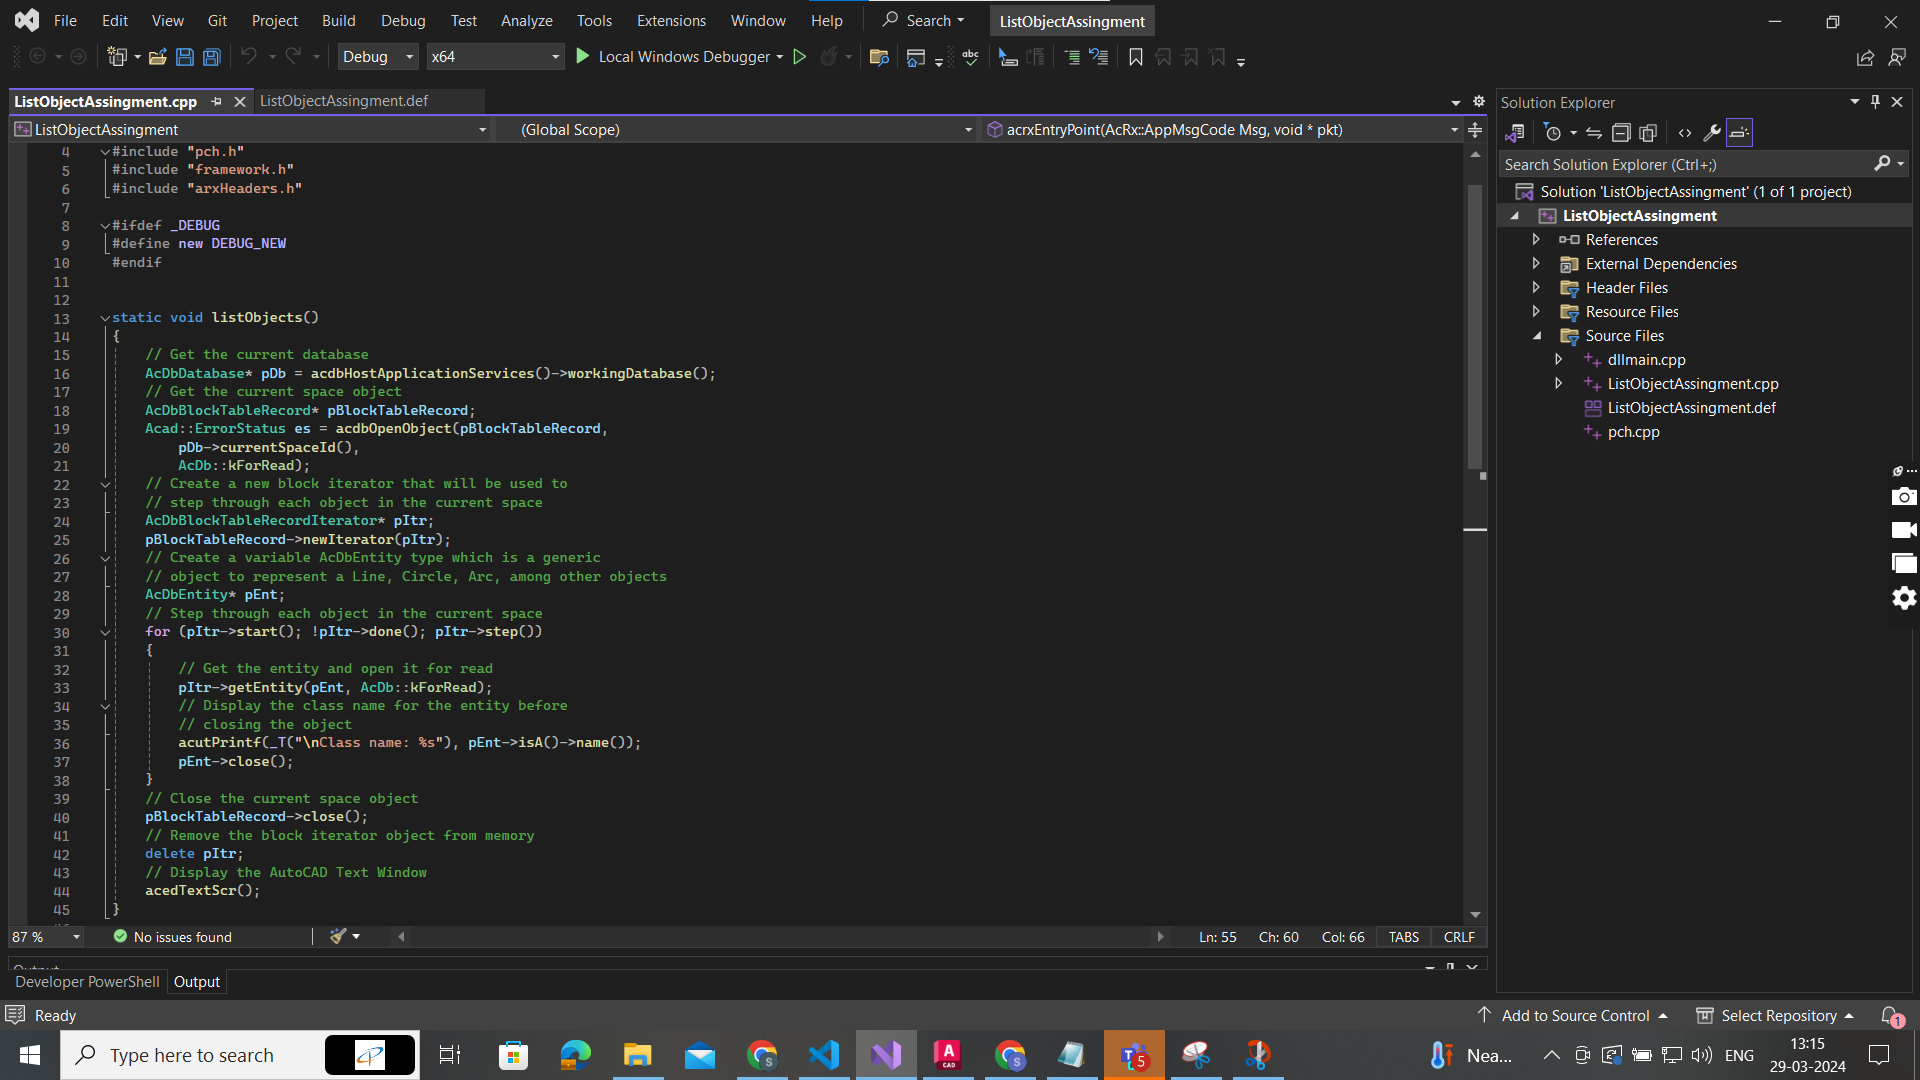 File Edit View Git Project Build Debug Test Analyze Tools Extensions Window Help Search ListObjectAssingment
Debug x64 Local Windows Debugger
ListObjectAssingment.cpp ListObjectAssingment.def
ListObjectAssingment (Global Scope) acrxEntryPoint(AcRx::AppMsgCode Msg, void * pkt)
4 #include "pch.h"
5 #include "framework.h"
6 #include "arxHeaders.h"
7
8 #ifdef _DEBUG
9 #define new DEBUG_NEW
10 #endif
11
12
13 static void listObjects()
14 {
15 // Get the current database
16 AcDbDatabase* pDb = acdbHostApplicationServices()->workingDatabase();
17 // Get the current space object
18 AcDbBlockTableRecord* pBlockTableRecord;
19 Acad::ErrorStatus es = acdbOpenObject(pBlockTableRecord,
20 pDb->currentSpaceId(),
21 AcDb::kForRead);
22 // Create a new block iterator that will be used to
23 // step through each object in the current space
24 AcDbBlockTableRecordIterator* pItr;
25 pBlockTableRecord->newIterator(pItr);
26 // Create a variable AcDbEntity type which is a generic
27 // object to represent a Line, Circle, Arc, among other objects
28 AcDbEntity* pEnt;
29 // Step through each object in the current space
30 for (pItr->start(); !pItr->done(); pItr->step())
31 {
32 // Get the entity and open it for read
33 pItr->getEntity(pEnt, AcDb::kForRead);
34 // Display the class name for the entity before
35 // closing the object
36 acutPrintf(_T("\nClass name: %s"), pEnt->isA()->name());
37 pEnt->close();
38 }
39 // Close the current space object
40 pBlockTableRecord->close();
41 // Remove the block iterator object from memory
42 delete pItr;
43 // Display the AutoCAD Text Window
44 acedTextScr();
45 }
87 % No issues found Ln: 55 Ch: 60 Col: 66 TABS CRLF
Output
Developer PowerShell Output
Solution Explorer
Search Solution Explorer (Ctrl+;)
Solution 'ListObjectAssingment' (1 of 1 project)
ListObjectAssingment
References
External Dependencies
Header Files
Resource Files
Source Files
dllmain.cpp
ListObjectAssingment.cpp
ListObjectAssingment.def
pch.cpp
Ready Add to Source Control Select Repository 1
Type here to search Nea... ENG
13:15
29-03-2024